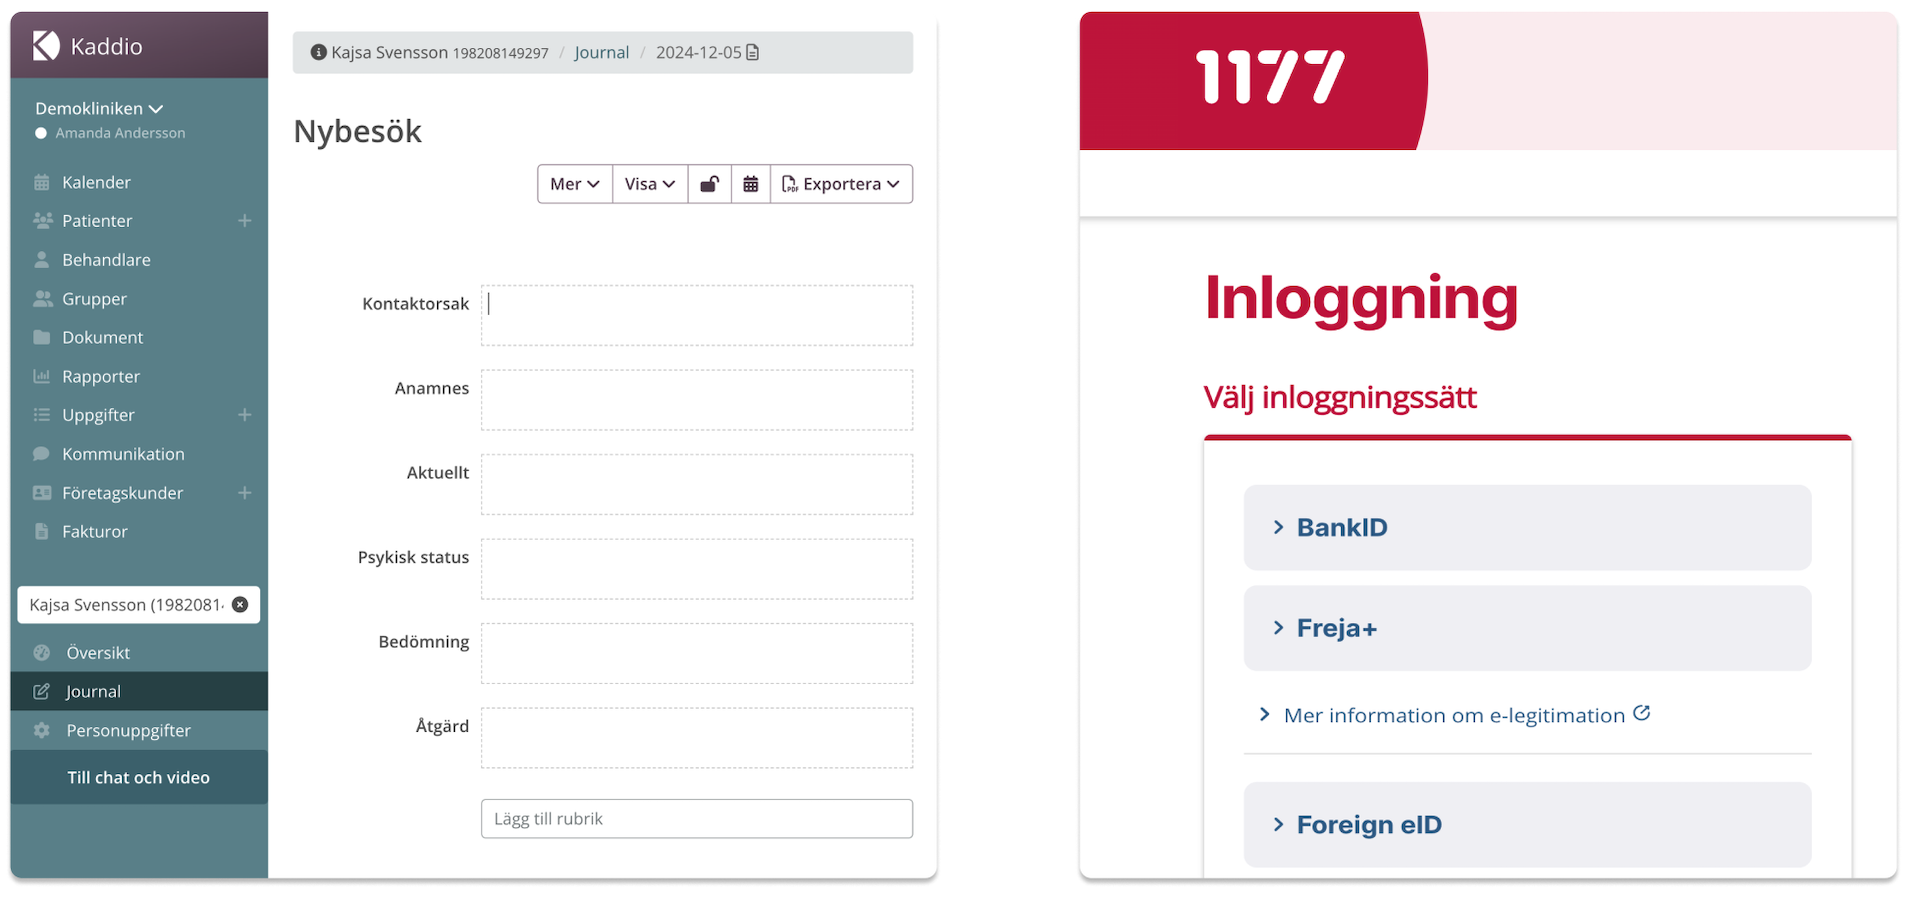 Kaddio
Demokliniken
Amanda Andersson
Kalender
Patienter
Behandlare
Grupper
Dokument
Rapporter
Uppgifter
Kommunikation
Företagskunder
Fakturor
Kajsa Svensson (1982081
Översikt
Journal
Personuppgifter
Till chat och video
Kajsa Svensson 198208149297 / Journal / 2024-12-05
Nybesök
Mer Visa Exportera
Kontaktorsak
Anamnes
Aktuellt
Psykisk status
Bedömning
Åtgärd
Lägg till rubrik
1177
Inloggning
Välj inloggningssätt
BankID
Freja+
Mer information om e-legitimation
Foreign eID